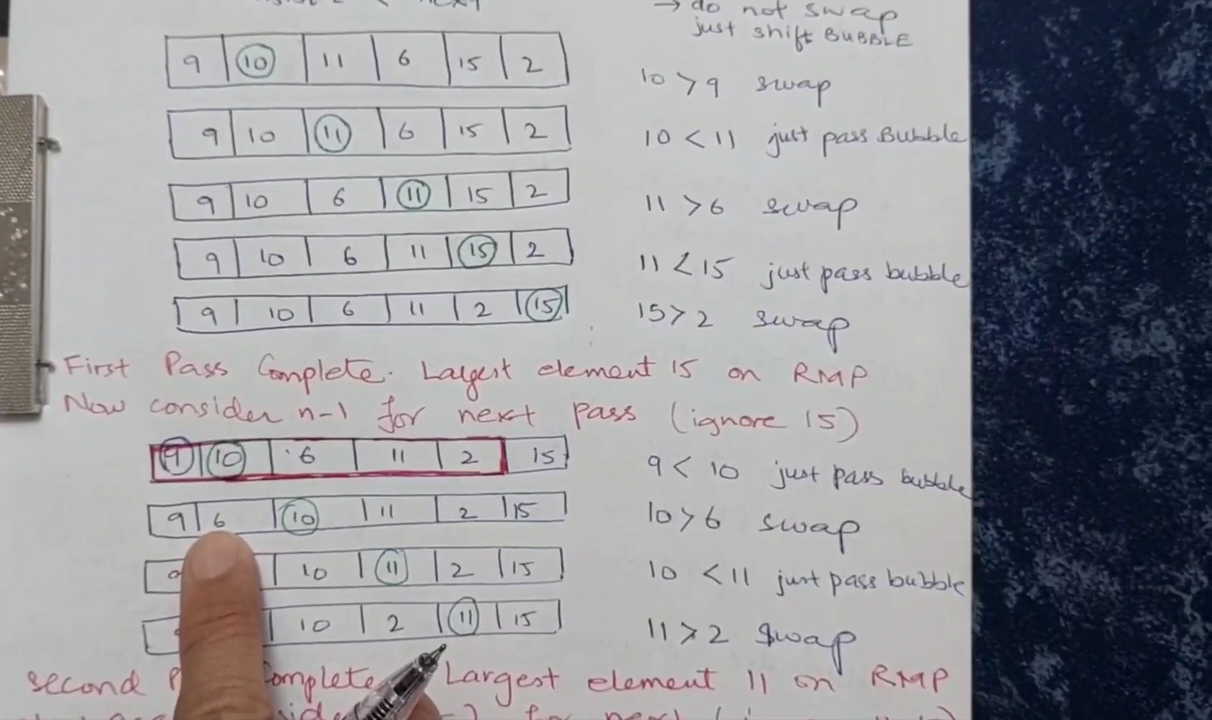 → do not swap
just shift BUBBLE
9 10 11 6 15 2
10 > 9 swap
9 10 11 6 15 2
10 < 11 just pass Bubble
9 10 6 11 15 2
11 > 6 swap
9 10 6 11 15 2
11 < 15 just pass bubble
9 10 6 11 2 15
15 > 2 swap
First Pass Complete. Largest element 15 on RMP
Now consider n-1 for next pass (ignore 15)
9 10 6 11 2 15
9 < 10 just pass bubble
9 6 10 11 2 15
10 > 6 swap
10 11 2 15
10 < 11 just pass bubble
10 2 11 15
11 > 2 swap
second Complete Largest element 11 on RMP